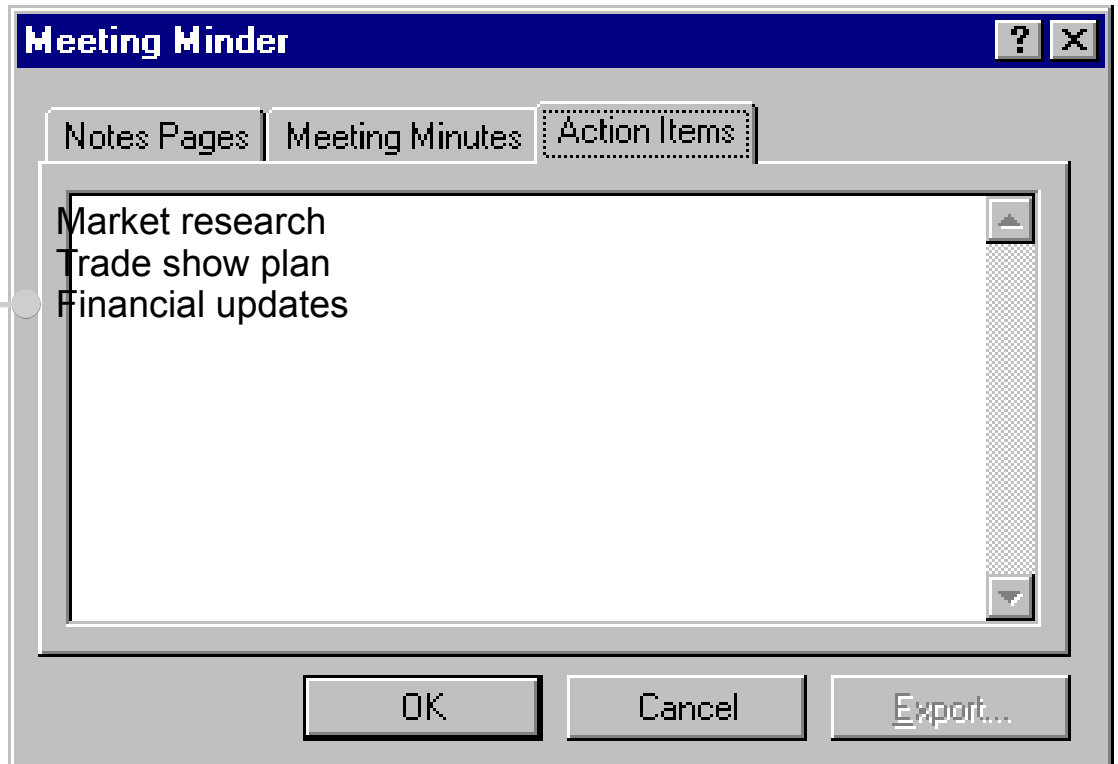 Meeting Minder
Notes Pages Meeting Minutes Action Items
Market research
Trade show plan
Financial updates
OK Cancel Export...